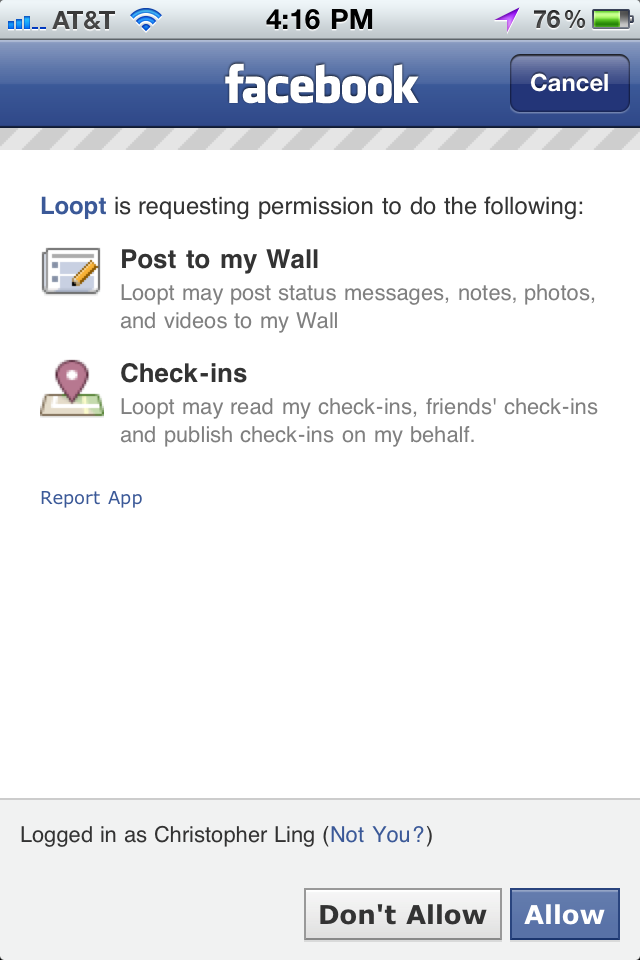 AT&T 4:16 PM 76%
facebook Cancel
Loopt is requesting permission to do the following:
Post to my Wall
Loopt may post status messages, notes, photos,
and videos to my Wall
Check-ins
Loopt may read my check-ins, friends' check-ins
and publish check-ins on my behalf.
Report App
Logged in as Christopher Ling (Not You?)
Don't Allow Allow